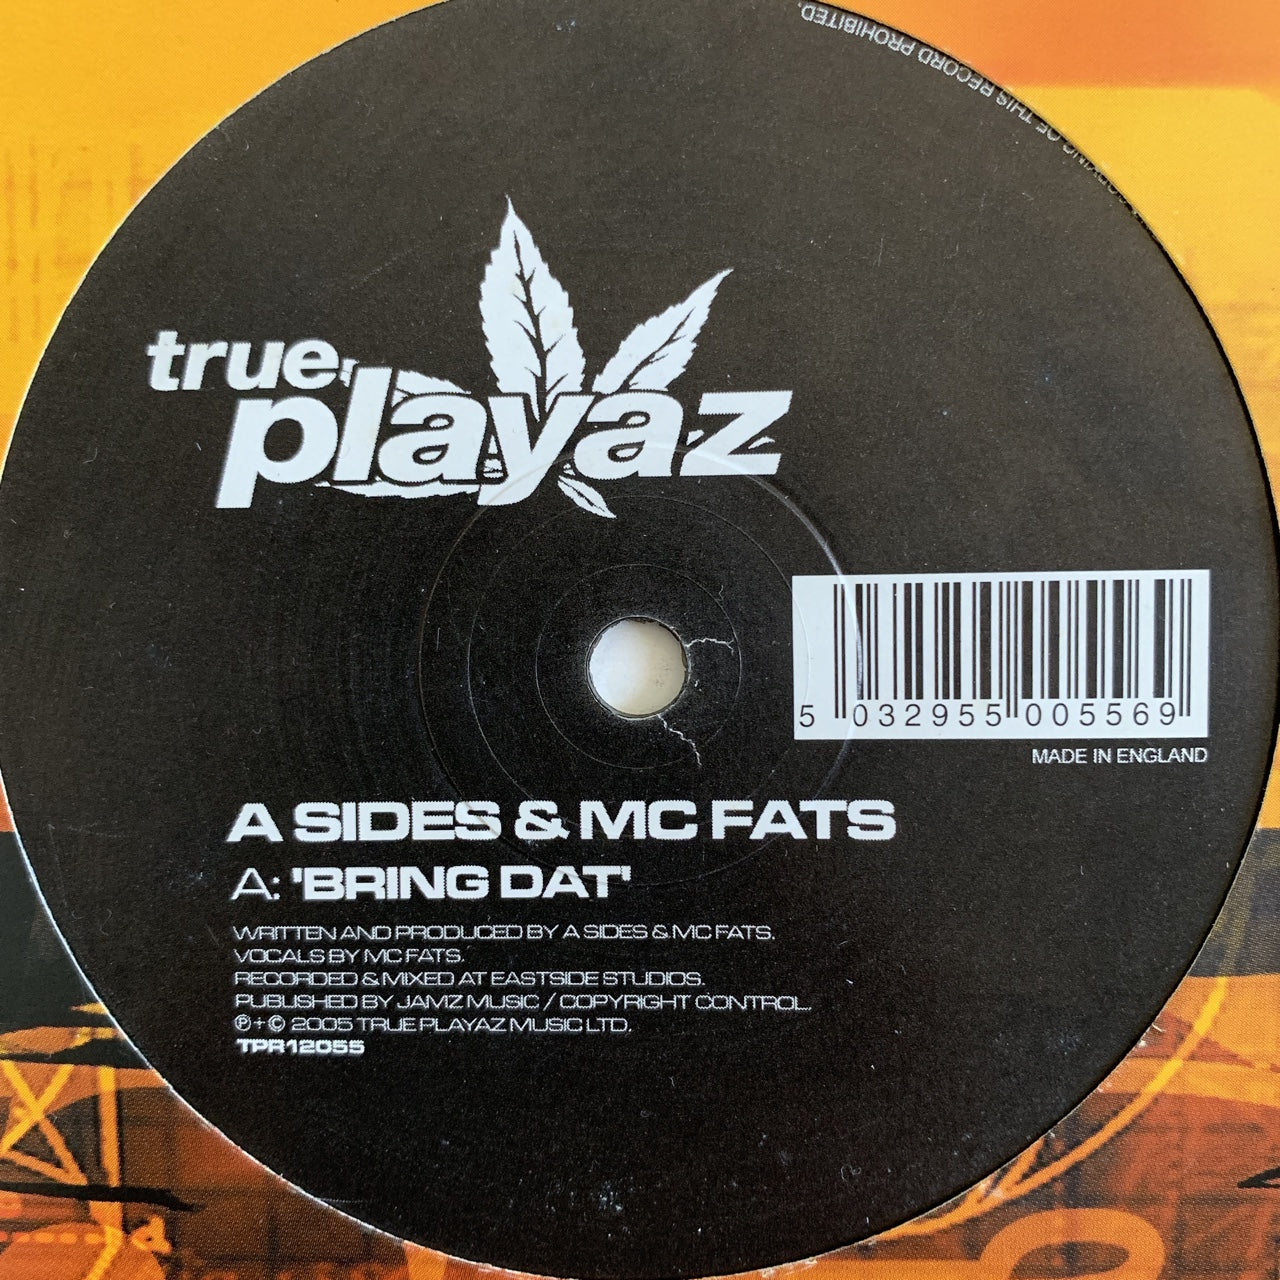 COPYING OF THIS RECORD PROHIBITED.
true
playaz
5 032955 005569
MADE IN ENGLAND
A SIDES & MC FATS
A: 'BRING DAT'
WRITTEN AND PRODUCED BY A SIDES & MC FATS.
VOCALS BY MC FATS.
RECORDED & MIXED AT EASTSIDE STUDIOS.
PUBLISHED BY JAMZ MUSIC / COPYRIGHT CONTROL.
℗+© 2005 TRUE PLAYAZ MUSIC LTD.
TPR12055